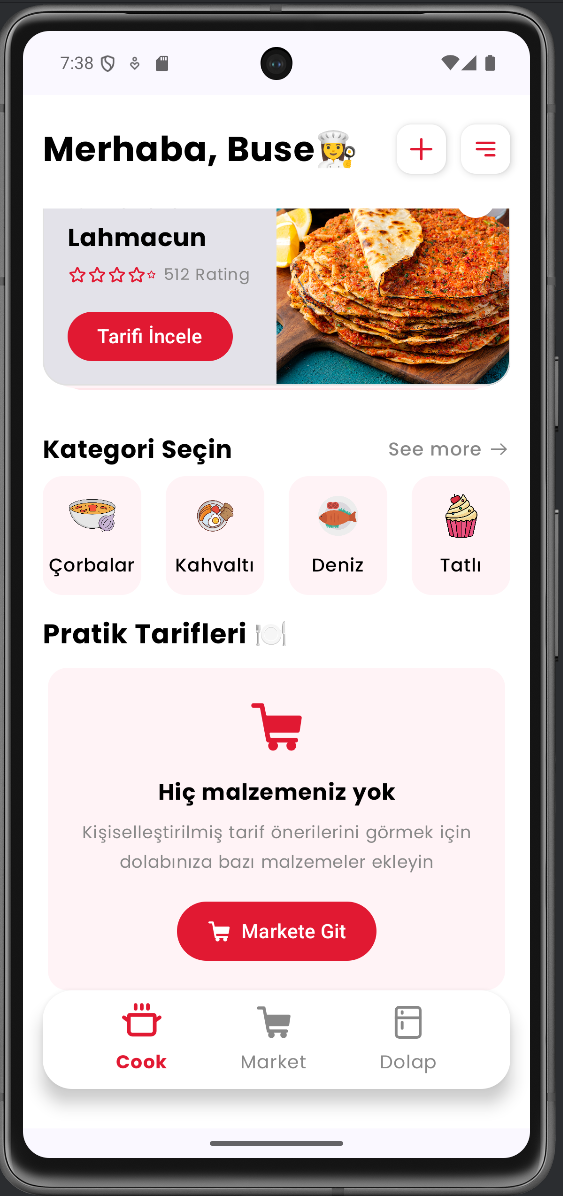 7:38
Merhaba, Buse
Lahmacun
512 Rating
Tarifi İncele
Kategori Seçin
See more
Çorbalar
Kahvaltı
Deniz
Tatlı
Pratik Tarifleri
Hiç malzemeniz yok
Kişiselleştirilmiş tarif önerilerini görmek için
dolabınıza bazı malzemeler ekleyin
Markete Git
Cook
Market
Dolap